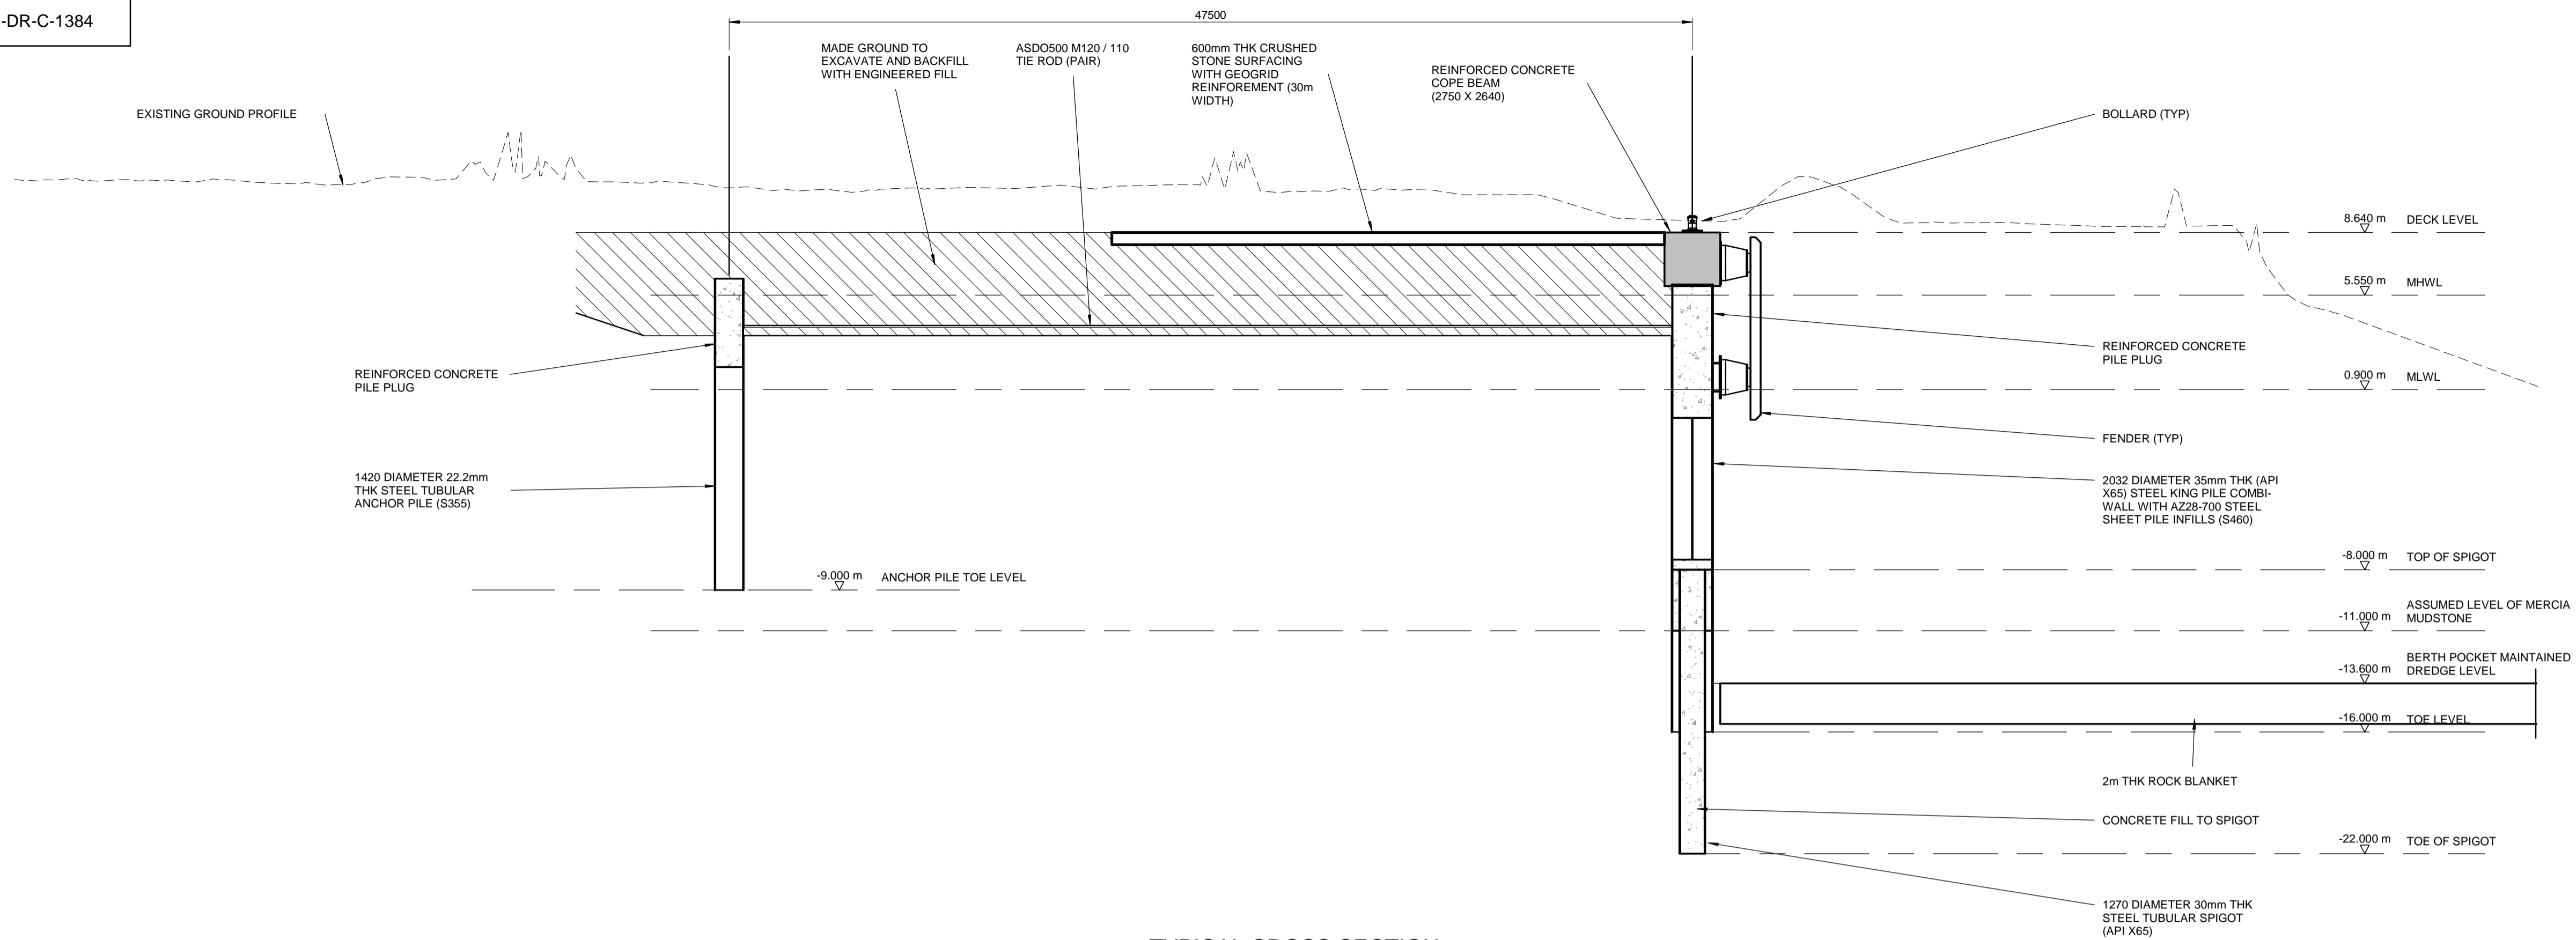 -DR-C-1384
47500
MADE GROUND TO
EXCAVATE AND BACKFILL
WITH ENGINEERED FILL
ASDO500 M120 / 110
TIE ROD (PAIR)
600mm THK CRUSHED
STONE SURFACING
WITH GEOGRID
REINFOREMENT (30m
WIDTH)
REINFORCED CONCRETE
COPE BEAM
(2750 X 2640)
EXISTING GROUND PROFILE
BOLLARD (TYP)
8.640 m DECK LEVEL
5.550 m MHWL
REINFORCED CONCRETE
PILE PLUG
REINFORCED CONCRETE
PILE PLUG
0.900 m MLWL
FENDER (TYP)
1420 DIAMETER 22.2mm
THK STEEL TUBULAR
ANCHOR PILE (S355)
2032 DIAMETER 35mm THK (API
X65) STEEL KING PILE COMBI-
WALL WITH AZ28-700 STEEL
SHEET PILE INFILLS (S460)
-8.000 m TOP OF SPIGOT
-9.000 m ANCHOR PILE TOE LEVEL
ASSUMED LEVEL OF MERCIA
-11.000 m MUDSTONE
BERTH POCKET MAINTAINED
-13.600 m DREDGE LEVEL
-16.000 m TOE LEVEL
2m THK ROCK BLANKET
CONCRETE FILL TO SPIGOT
-22.000 m TOE OF SPIGOT
1270 DIAMETER 30mm THK
STEEL TUBULAR SPIGOT
(API X65)
TYPICAL CROSS SECTION